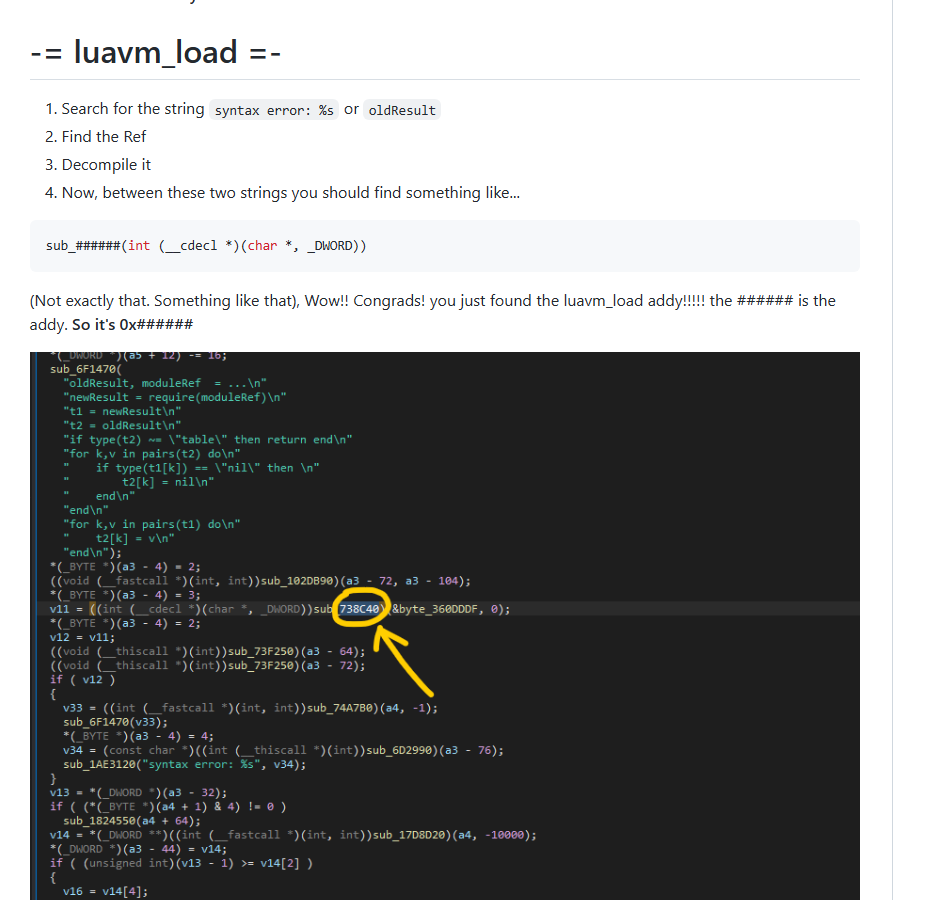 -= luavm_load =-
1. Search for the string syntax error: %s or oldResult
2. Find the Ref
3. Decompile it
4. Now, between these two strings you should find something like...
sub_######(int (__cdecl *)(char *, _DWORD))
(Not exactly that. Something like that), Wow!! Congrads! you just found the luavm_load addy!!!!! the ###### is the
addy. So it's 0x######
*(_DWORD *)(a5 + 12) -= 16;
sub_6F1470(
"oldResult, moduleRef  = ...\n"
"newResult = require(moduleRef)\n"
"t1 = newResult\n"
"t2 = oldResult\n"
"if type(t2) ~= \"table\" then return end\n"
"for k,v in pairs(t2) do\n"
"    if type(t1[k]) == \"nil\" then \n"
"        t2[k] = nil\n"
"    end\n"
"end\n"
"for k,v in pairs(t1) do\n"
"    t2[k] = v\n"
"end\n");
*(_BYTE *)(a3 - 4) = 2;
((void (__fastcall *)(int, int))sub_102DB90)(a3 - 72, a3 - 104);
*(_BYTE *)(a3 - 4) = 3;
v11 = ((int (__cdecl *)(char *, _DWORD))sub_738C40)(&byte_360DDDF, 0);
*(_BYTE *)(a3 - 4) = 2;
v12 = v11;
((void (__thiscall *)(int))sub_73F250)(a3 - 64);
((void (__thiscall *)(int))sub_73F250)(a3 - 72);
if ( v12 )
{
v33 = ((int (__fastcall *)(int, int))sub_74A7B0)(a4, -1);
sub_6F1470(v33);
*(_BYTE *)(a3 - 4) = 4;
v34 = (const char *)((int (__thiscall *)(int))sub_6D2990)(a3 - 76);
sub_1AE3120("syntax error: %s", v34);
}
v13 = *(_DWORD *)(a3 - 32);
if ( (*(_BYTE *)(a4 + 1) & 4) != 0 )
sub_1824550(a4 + 64);
v14 = *(_DWORD **)((int (__fastcall *)(int, int))sub_17D8D20)(a4, -10000);
*(_DWORD *)(a3 - 44) = v14;
if ( (unsigned int)(v13 - 1) >= v14[2] )
{
v16 = v14[4];